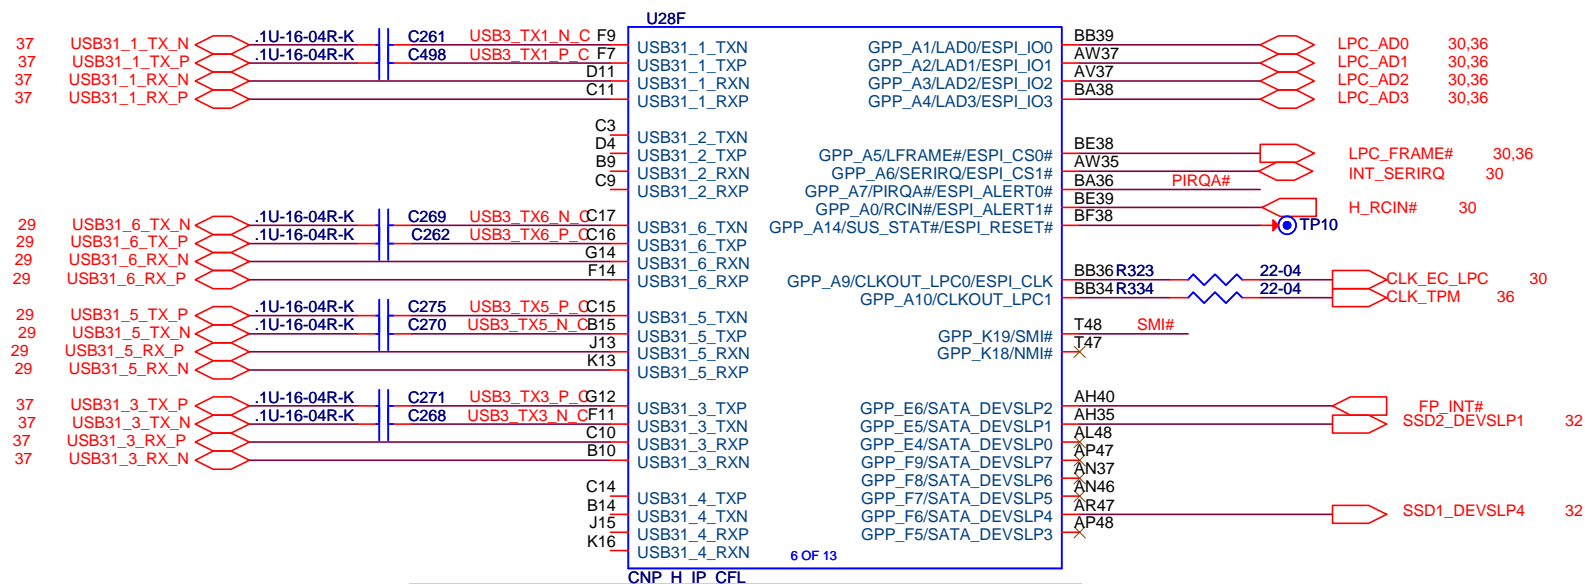 U28F
37 USB31_1_TX_N .1U-16-04R-K C261 USB3_TX1_N_C F9 USB31_1_TXN GPP_A1/LAD0/ESPI_IO0 BB39 LPC_AD0 30,36
37 USB31_1_TX_P .1U-16-04R-K C498 USB3_TX1_P_C F7 USB31_1_TXP GPP_A2/LAD1/ESPI_IO1 AW37 LPC_AD1 30,36
37 USB31_1_RX_N D11 USB31_1_RXN GPP_A3/LAD2/ESPI_IO2 AV37 LPC_AD2 30,36
37 USB31_1_RX_P C11 USB31_1_RXP GPP_A4/LAD3/ESPI_IO3 BA38 LPC_AD3 30,36
C3 USB31_2_TXN
D4 USB31_2_TXP GPP_A5/LFRAME#/ESPI_CS0# BE38 LPC_FRAME# 30,36
B9 USB31_2_RXN GPP_A6/SERIRQ/ESPI_CS1# AW35 INT_SERIRQ 30
C9 USB31_2_RXP GPP_A7/PIRQA#/ESPI_ALERT0# BA36 PIRQA#
GPP_A0/RCIN#/ESPI_ALERT1# BE39 H_RCIN# 30
29 USB31_6_TX_N .1U-16-04R-K C269 USB3_TX6_N_C C17 USB31_6_TXN GPP_A14/SUS_STAT#/ESPI_RESET# BF38 TP10
29 USB31_6_TX_P .1U-16-04R-K C262 USB3_TX6_P_C C16 USB31_6_TXP
29 USB31_6_RX_N G14 USB31_6_RXN
29 USB31_6_RX_P F14 USB31_6_RXP GPP_A9/CLKOUT_LPC0/ESPI_CLK BB36 R323 22-04 CLK_EC_LPC 30
GPP_A10/CLKOUT_LPC1 BB34 R334 22-04 CLK_TPM 36
29 USB31_5_TX_P .1U-16-04R-K C275 USB3_TX5_P_C C15 USB31_5_TXN
29 USB31_5_TX_N .1U-16-04R-K C270 USB3_TX5_N_C B15 USB31_5_TXP GPP_K19/SMI# T48 SMI#
29 USB31_5_RX_P J13 USB31_5_RXN GPP_K18/NMI# T47
29 USB31_5_RX_N K13 USB31_5_RXP
37 USB31_3_TX_P .1U-16-04R-K C271 USB3_TX3_P_C G12 USB31_3_TXP GPP_E6/SATA_DEVSLP2 AH40 FP_INT#
37 USB31_3_TX_N .1U-16-04R-K C268 USB3_TX3_N_C F11 USB31_3_TXN GPP_E5/SATA_DEVSLP1 AH35 SSD2_DEVSLP1 32
37 USB31_3_RX_P C10 USB31_3_RXP GPP_E4/SATA_DEVSLP0 AL48
37 USB31_3_RX_N B10 USB31_3_RXN GPP_F9/SATA_DEVSLP7 AP47
GPP_F8/SATA_DEVSLP6 AN37
C14 USB31_4_TXP GPP_F7/SATA_DEVSLP5 AN46
B14 USB31_4_TXN GPP_F6/SATA_DEVSLP4 AR47 SSD1_DEVSLP4 32
J15 USB31_4_RXP GPP_F5/SATA_DEVSLP3 AP48
K16 USB31_4_RXN 6 OF 13
CNP_H_IP_CFL